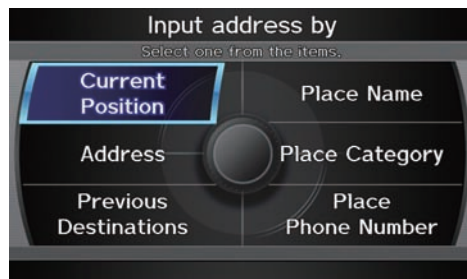 Input address by
Select one from the items.
Current
Position
Place Name
Address
Place Category
Previous
Destinations
Place
Phone Number